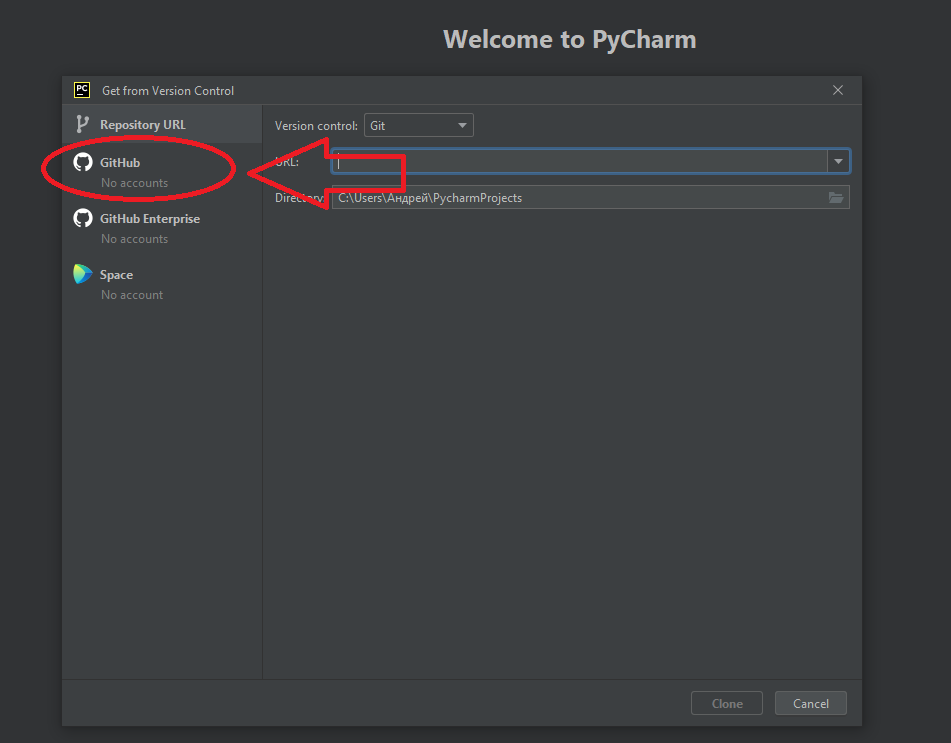 Welcome to PyCharm
PC
Get from Version Control
Repository URL
GitHub
No accounts
GitHub Enterprise
No accounts
Space
No account
Version control: Git
URL:
Directory: C:\Users\Андрей\PycharmProjects
Clone
Cancel